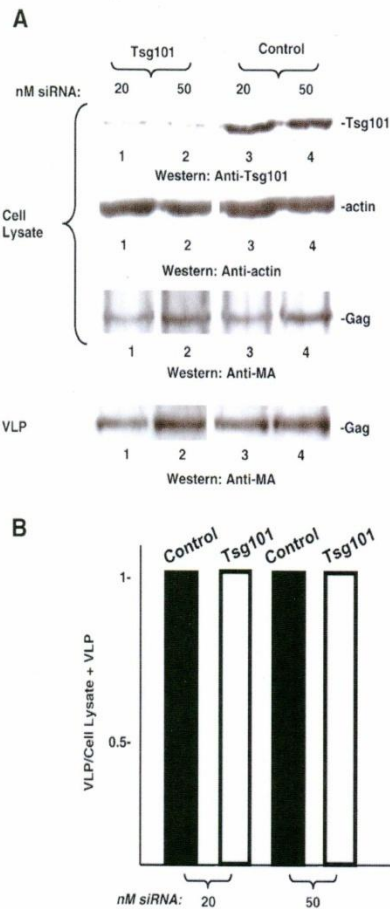 A
Tsg101 Control
nM siRNA: 20 50 20 50
-Tsg101
1 2 3 4
Western: Anti-Tsg101
Cell
Lysate
-actin
1 2 3 4
Western: Anti-actin
-Gag
1 2 3 4
Western: Anti-MA
VLP -Gag
1 2 3 4
Western: Anti-MA
B
Control Tsg101 Control Tsg101
1-
VLP/Cell Lysate + VLP
0.5-
nM siRNA: 20 50